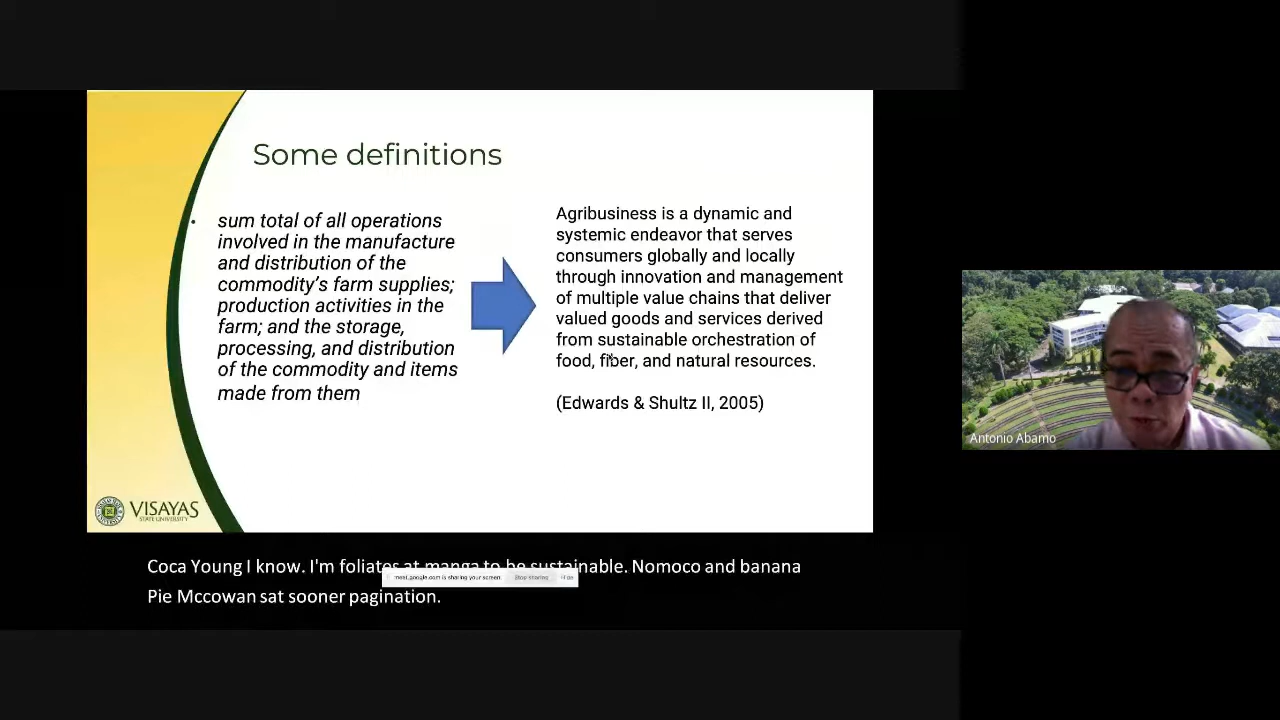 Some definitions
• sum total of all operations
involved in the manufacture
and distribution of the
commodity's farm supplies;
production activities in the
farm; and the storage,
processing, and distribution
of the commodity and items
made from them
Agribusiness is a dynamic and
systemic endeavor that serves
consumers globally and locally
through innovation and management
of multiple value chains that deliver
valued goods and services derived
from sustainable orchestration of
food, fiber, and natural resources.
(Edwards & Shultz II, 2005)
VISAYAS
STATE UNIVERSITY
Antonio Abamo
Coca Young I know. I'm foliates at manga to be sustainable. Nomoco and banana
meet.google.com is sharing your screen. Stop sharing Hide
Pie Mccowan sat sooner pagination.